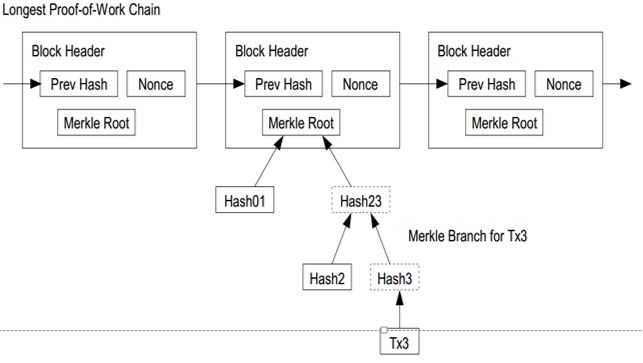 Longest Proof-of-Work Chain
Block Header
Prev Hash
Nonce
Merkle Root
Block Header
Prev Hash
Nonce
Merkle Root
Block Header
Prev Hash
Nonce
Merkle Root
Hash01
Hash23
Merkle Branch for Tx3
Hash2
Hash3
Tx3